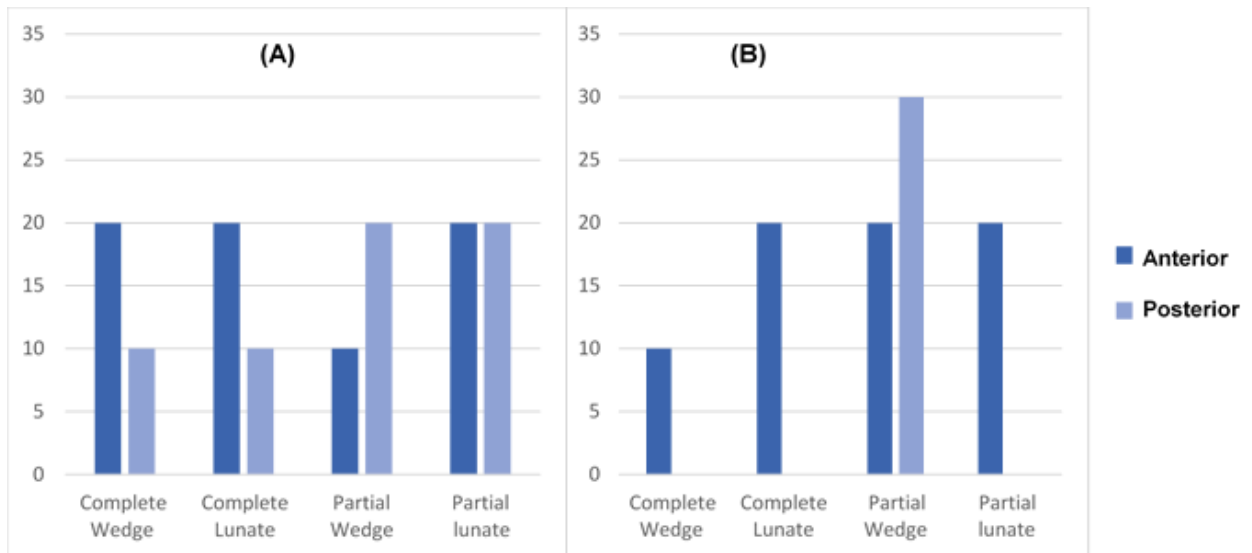 (A)
35
30
25
20
15
10
5
0
Complete
Wedge
Complete
Lunate
Partial
Wedge
Partial
lunate
(B)
35
30
25
20
15
10
5
0
Complete
Wedge
Complete
Lunate
Partial
Wedge
Partial
lunate
Anterior
Posterior